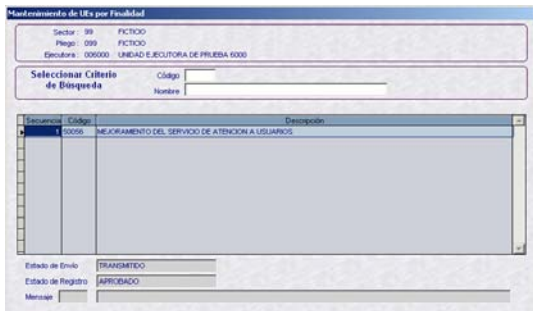 Mantenimiento de UEs por Finalidad
Sector : 99 FICTICIO
Pliego : 099 FICTICIO
Ejecutora : 006000 UNIDAD EJECUTORA DE PRUEBA 6000
Seleccionar Criterio de Búsqueda
Código
Nombre
Secuencia Código Descripción
1 50056 MEJORAMIENTO DEL SERVICIO DE ATENCION A USUARIOS
Estado de Envío TRANSMITIDO
Estado de Registro APROBADO
Mensaje